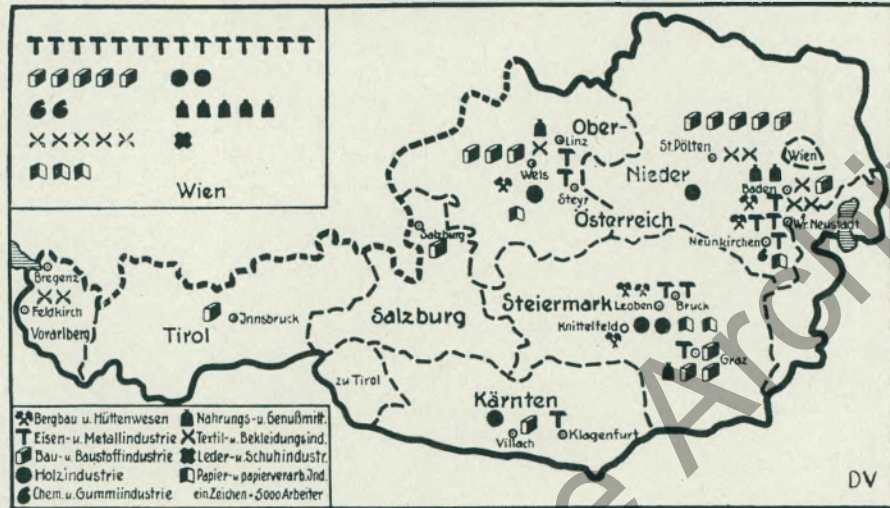 Wien
Ober-
Linz
Wels
Steyr
St. Pölten
Wien
Nieder
Baden
Österreich
Wr. Neustadt
Neunkirchen
Salzburg
Bregenz
Feldkirch
Vorarlberg
Innsbruck
Tirol
Salzburg
Steiermark
Leoben
Bruck
Knittelfeld
Graz
zu Tirol
Kärnten
Villach
Klagenfurt
Bergbau u. Hüttenwesen
Nahrungs- u. Genußmitt.
Eisen- u. Metallindustrie
Textil- u. Bekleidungsind.
Bau- u. Baustoffindustrie
Leder- u. Schuhindustr.
Holzindustrie
Papier- u. papierverarb. Ind.
Chem. u. Gummiindustrie
ein Zeichen = 5000 Arbeiter
DV
e Archi